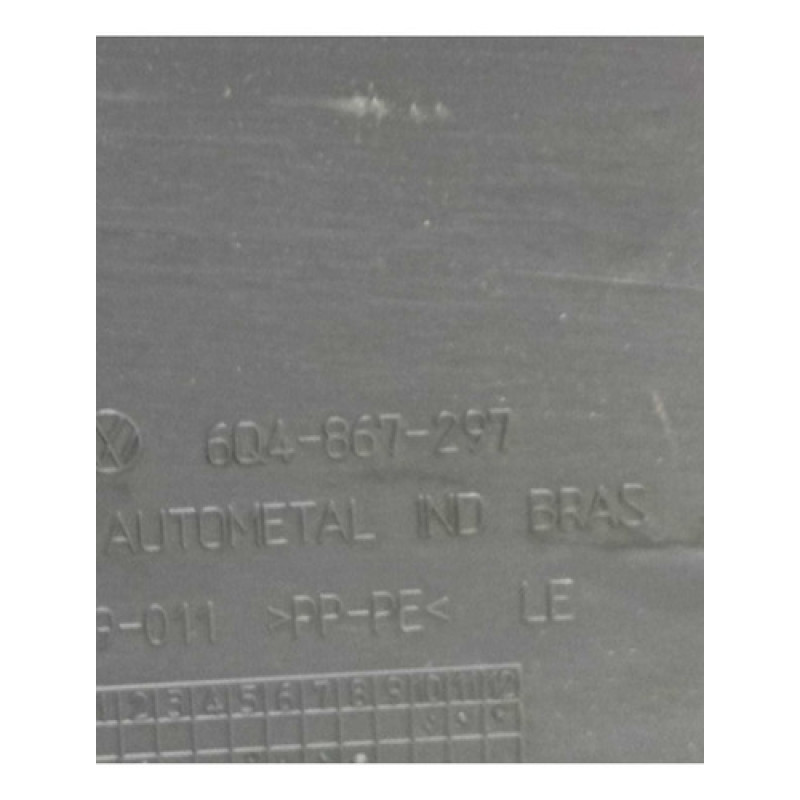 6Q4-867-297
AUTOMETAL IND BRAS
9-011 >PP-PE< LE
1 2 3 4 5 6 7 8 9 10 11 12